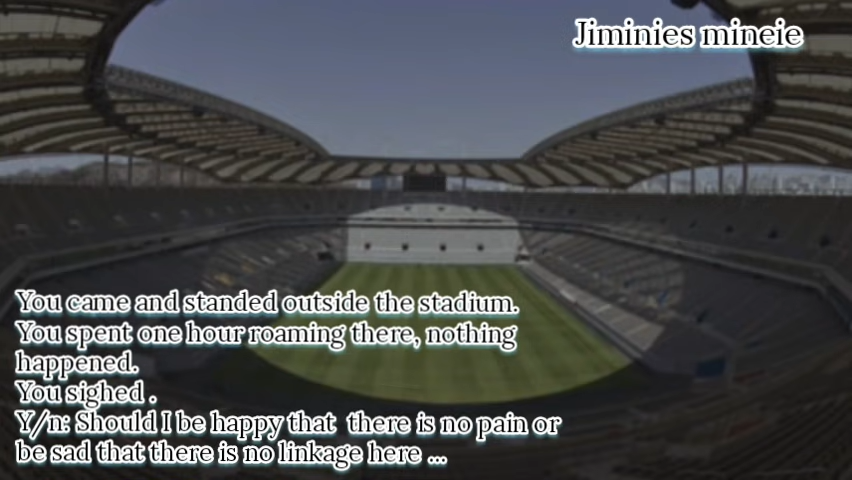 Jiminies mineie
You came and standed outside the stadium.
You spent one hour roaming there, nothing
happened.
You sighed .
Y/n: Should I be happy that there is no pain or
be sad that there is no linkage here ...